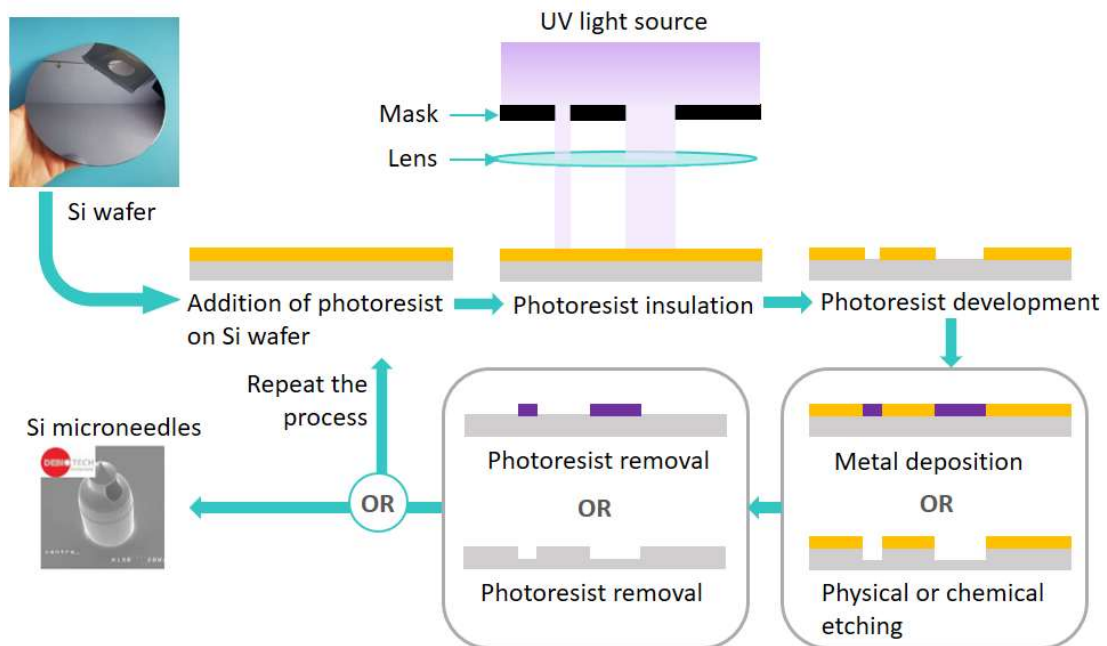 UV light source
Mask
Lens
Si wafer
Addition of photoresist
on Si wafer
Photoresist insulation
Photoresist development
Repeat the
process
Si microneedles
DEBIOTECH
Photoresist removal
OR
Photoresist removal
Metal deposition
OR
Physical or chemical
etching
OR